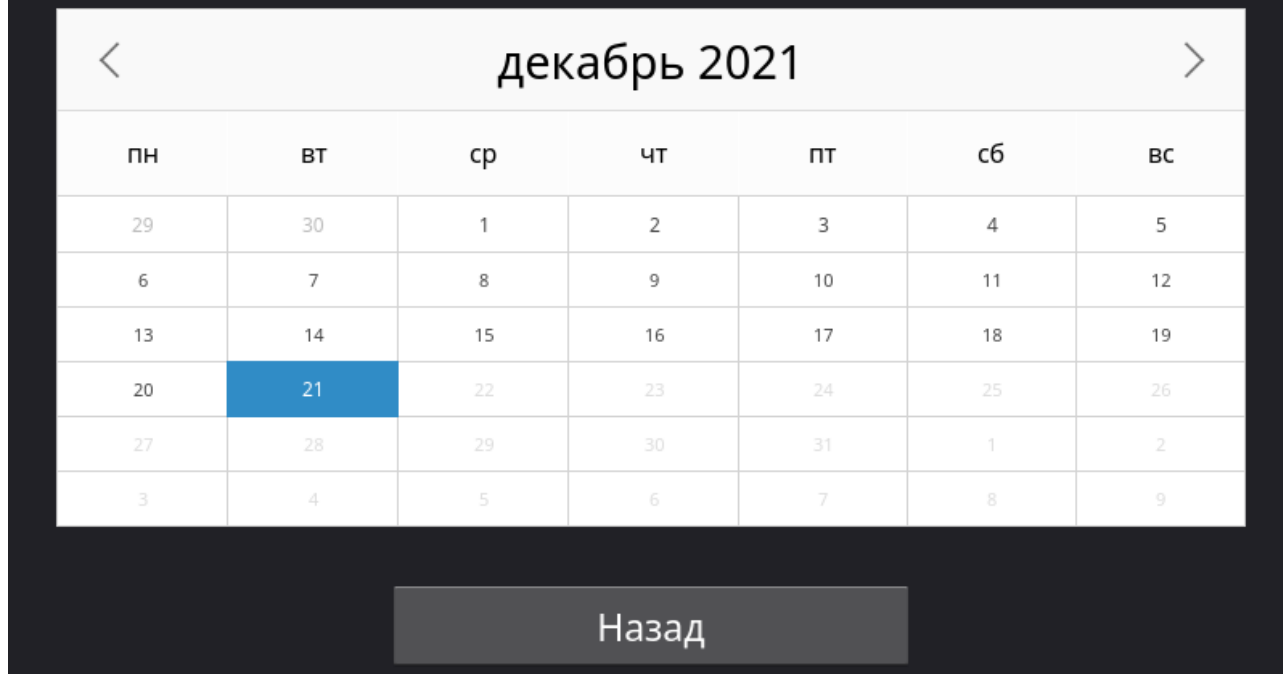 декабрь 2021
пн вт ср чт пт сб вс
29 30 1 2 3 4 5
6 7 8 9 10 11 12
13 14 15 16 17 18 19
20 21 22 23 24 25 26
27 28 29 30 31 1 2
3 4 5 6 7 8 9
Назад